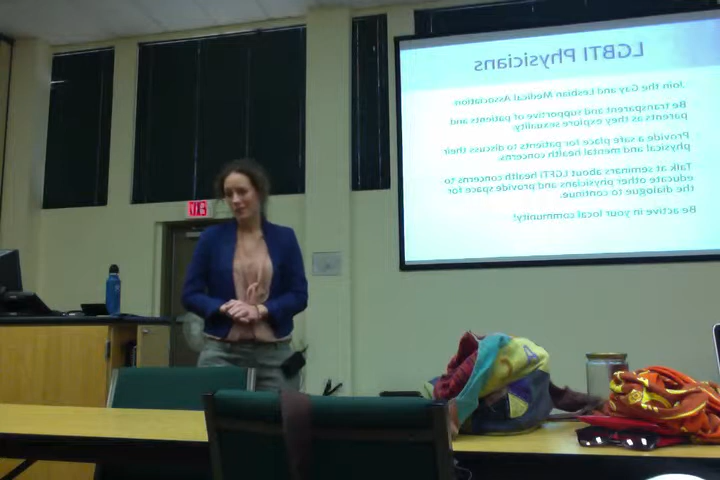 LGBTI Physicians
Join the Gay and Lesbian Medical Association
Be transparent and supportive of patients and
parents as they explore sexuality.
Provide a safe place for patients to discuss their
physical and mental health concerns.
Talk at seminars about LGBTI health concerns to
educate other physicians and provide space for
the dialogue to continue.
Be active in your local community!
EXIT